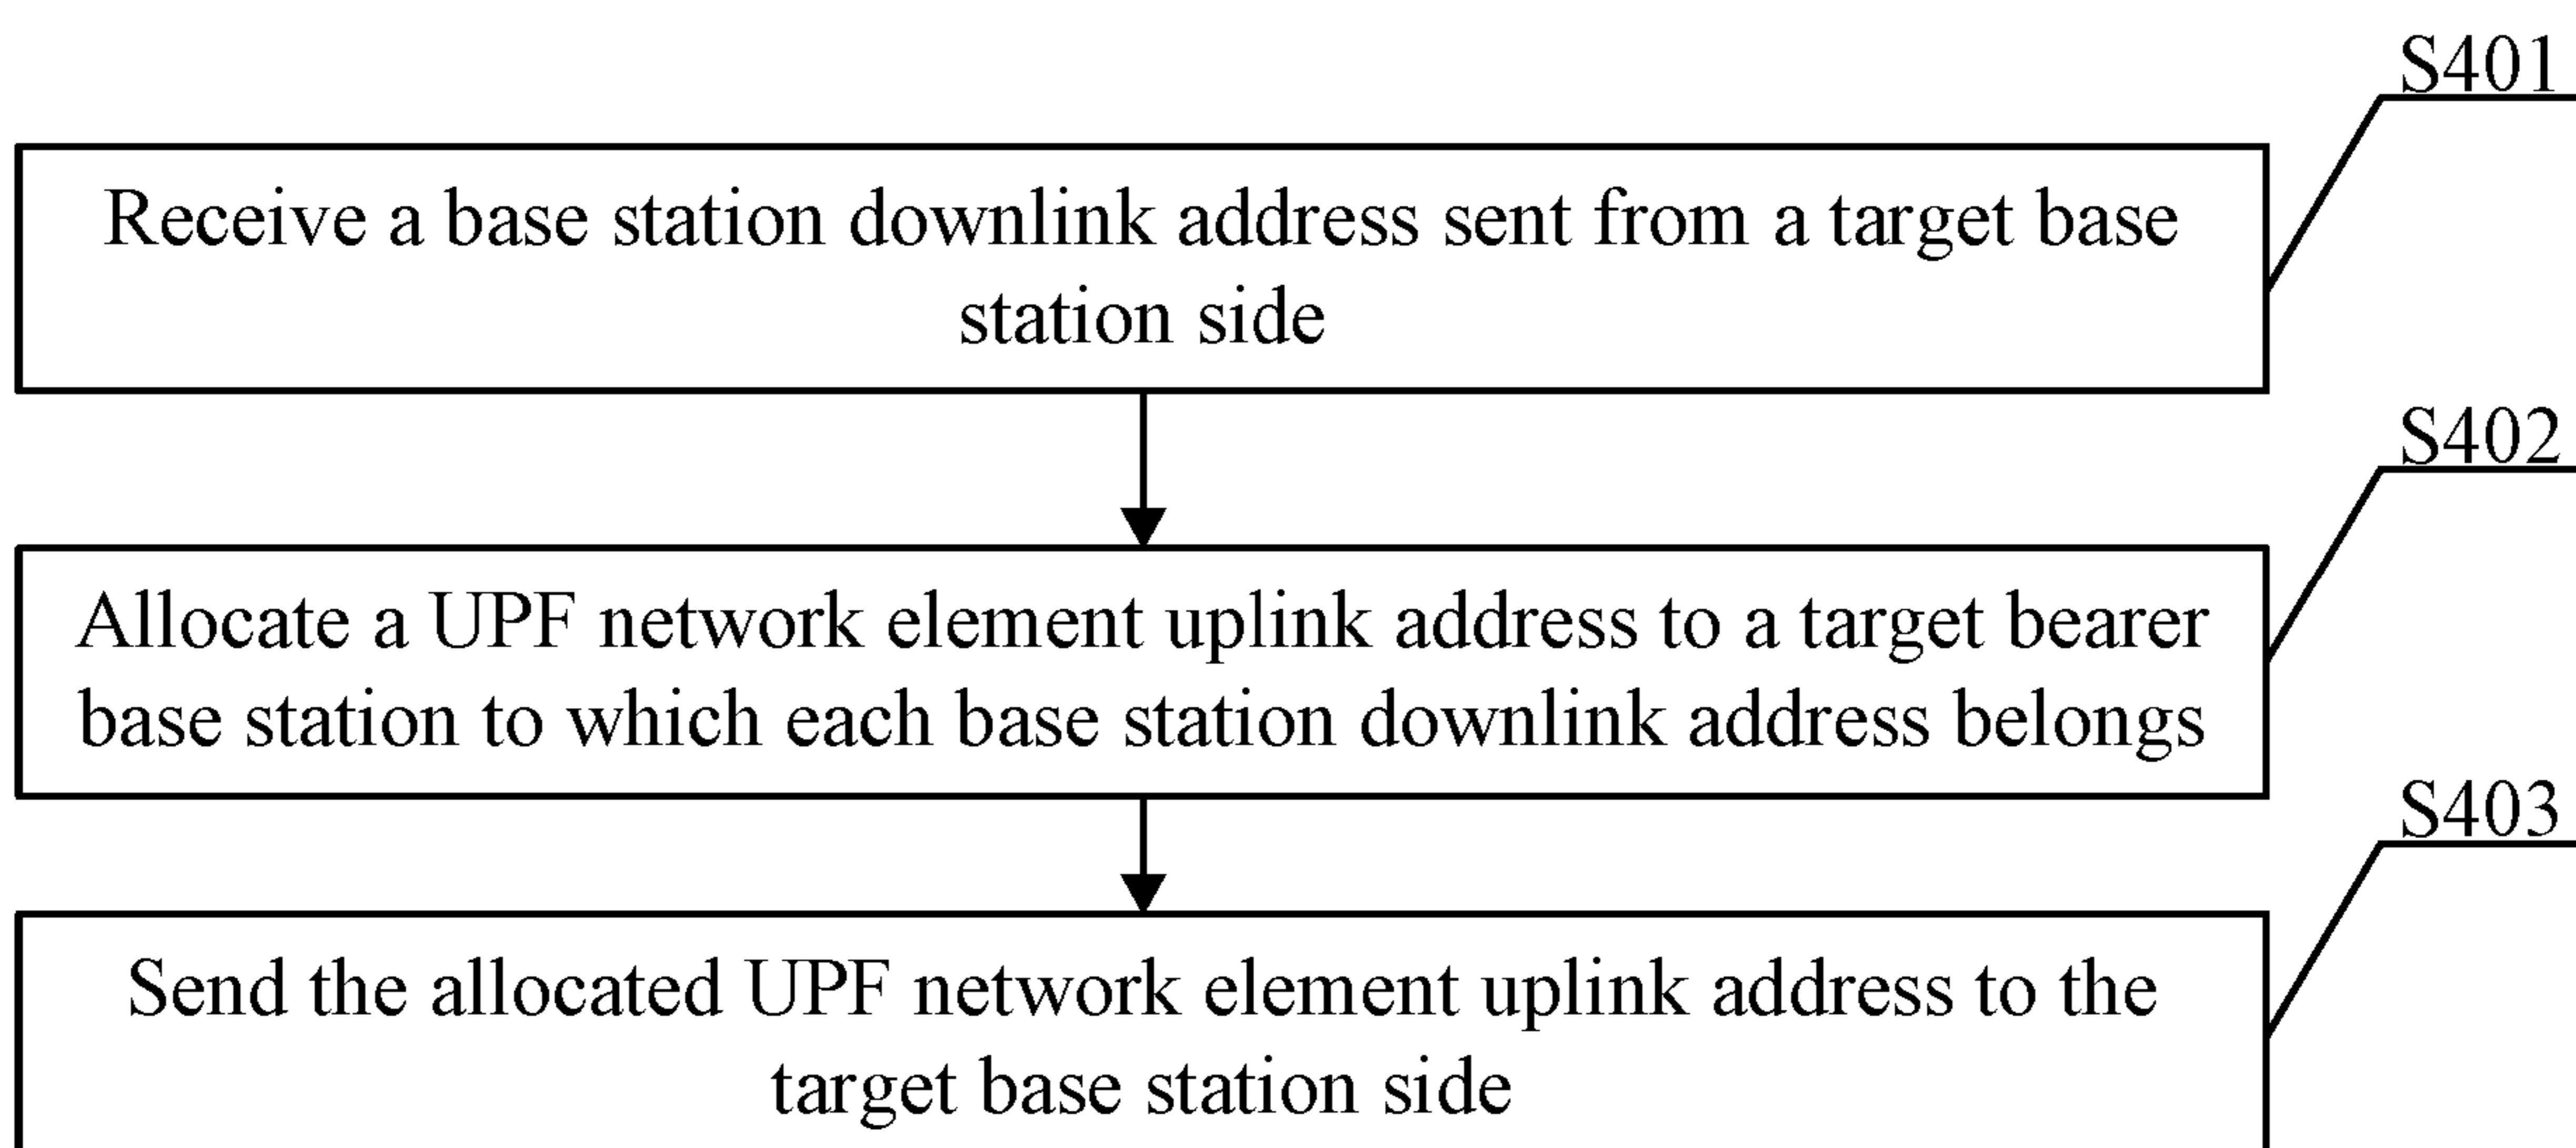 S401
Receive a base station downlink address sent from a target base
station side
S402
Allocate a UPF network element uplink address to a target bearer
base station to which each base station downlink address belongs
S403
Send the allocated UPF network element uplink address to the
target base station side